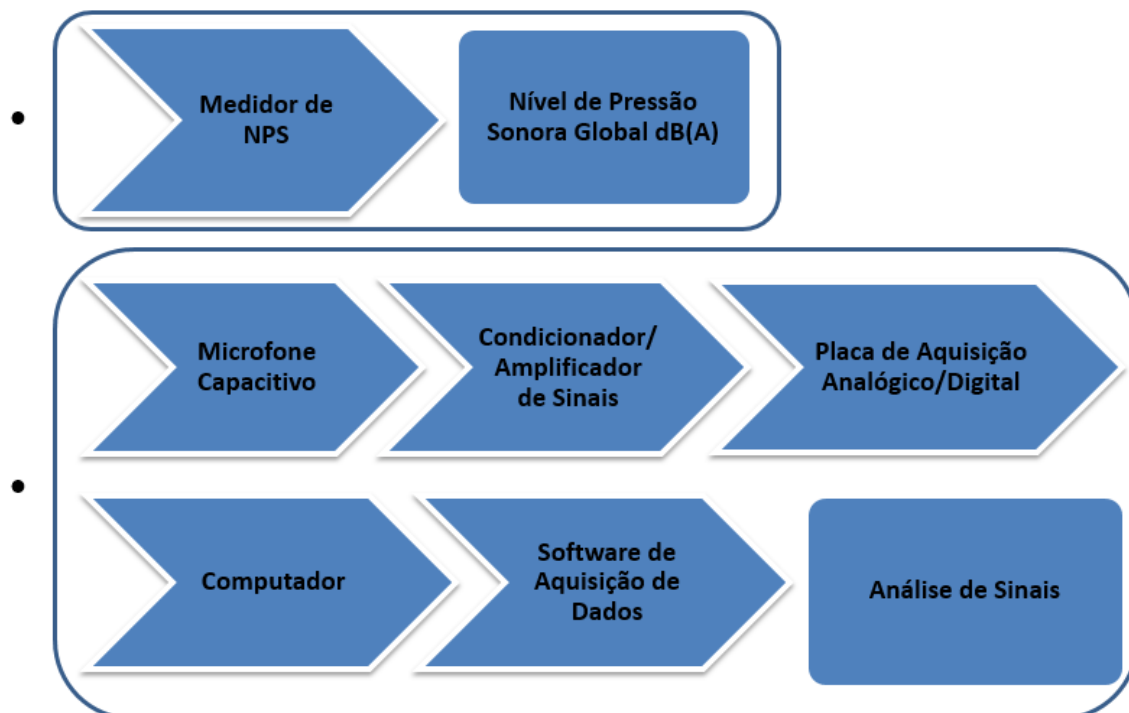 Medidor de
NPS
Nível de Pressão
Sonora Global dB(A)
Microfone
Capacitivo
Condicionador/
Amplificador
de Sinais
Placa de Aquisição
Analógico/Digital
Computador
Software de
Aquisição de
Dados
Análise de Sinais